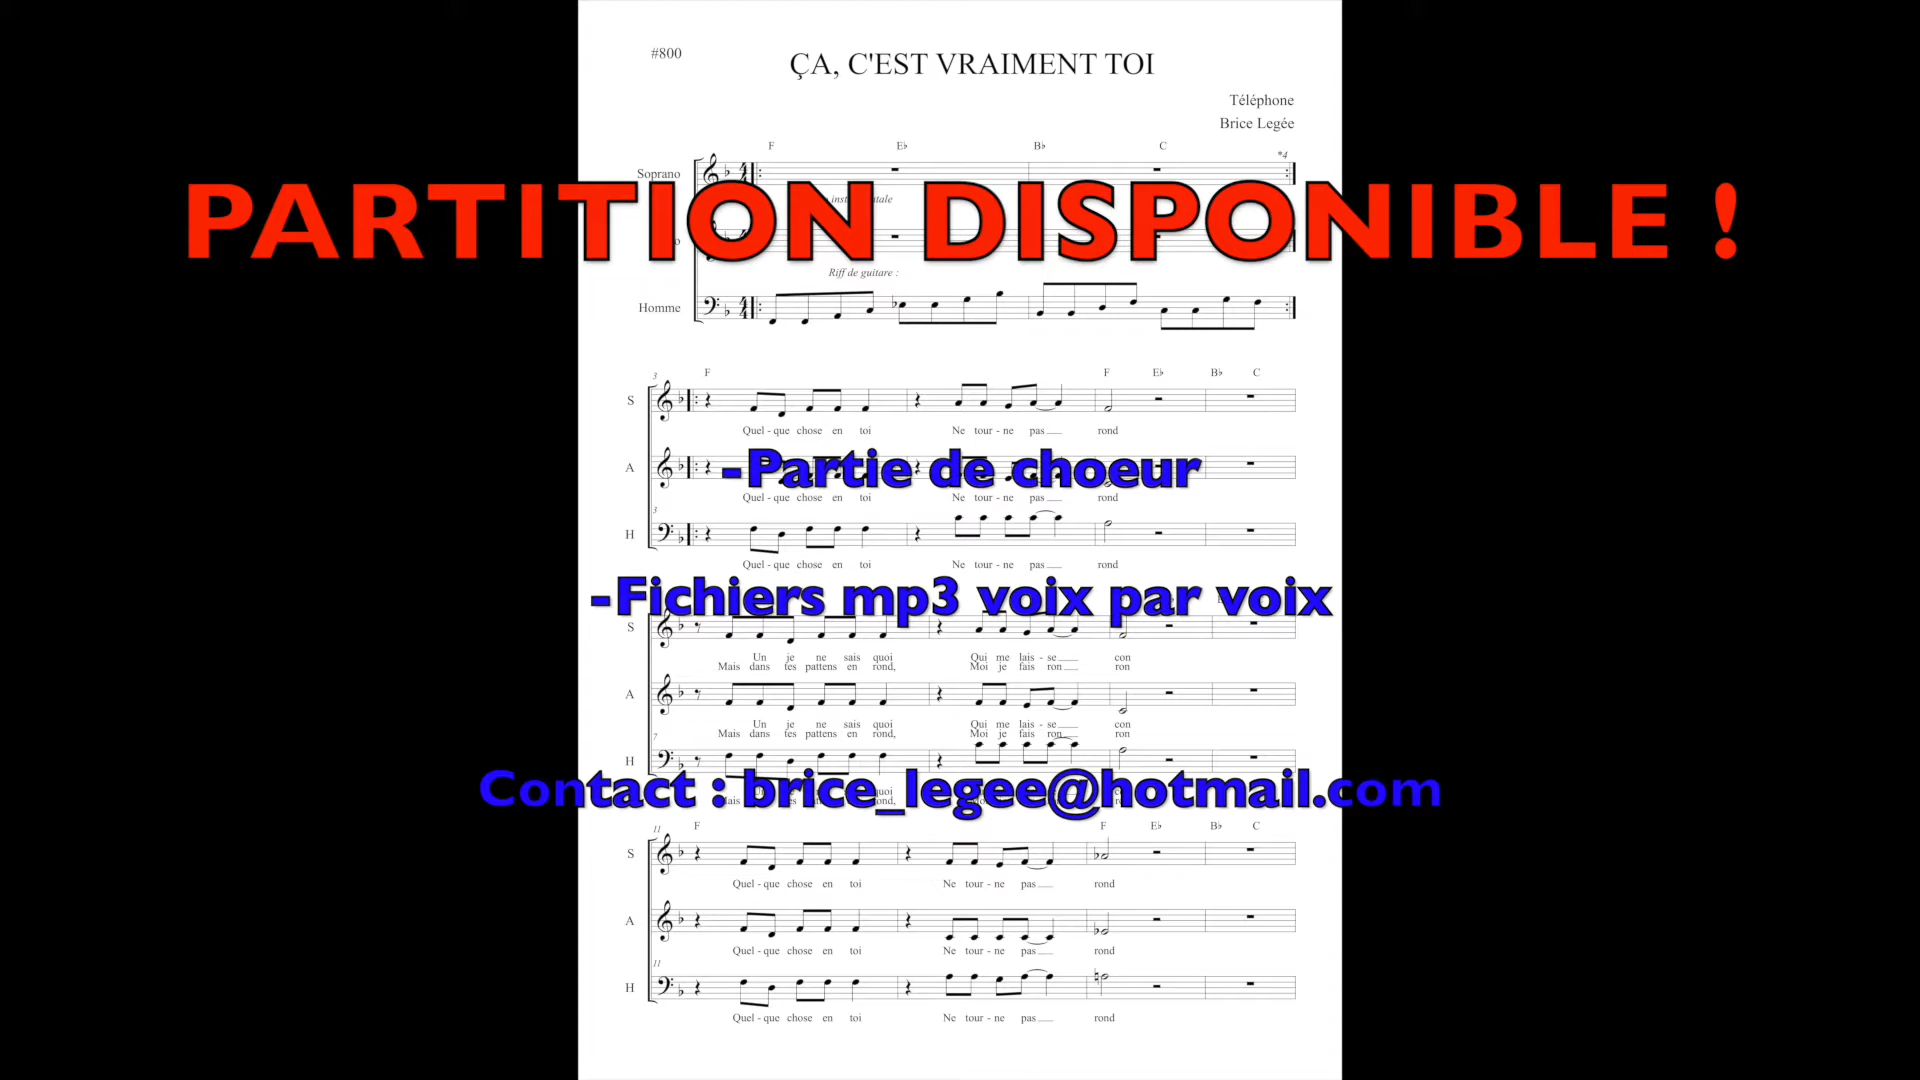 #800
ÇA, C'EST VRAIMENT TOI
Téléphone
Brice Legée
F E♭ B♭ C *4
Soprano
PARTITION DISPONIBLE !
Riff de guitare :
Homme
3 F F E♭ B♭ C
S
Quel - que chose en toi Ne tour - ne pas rond
A
-Partie de choeur
Quel - que chose en toi Ne tour - ne pas rond
3
H
Quel - que chose en toi Ne tour - ne pas rond
-Fichiers mp3 voix par voix
S
Un je ne sais quoi Qui me lais - se con
Mais dans tes pattens en rond, Moi je fais ron ron
A
Un je ne sais quoi Qui me lais - se con
Mais dans tes pattens en rond, Moi je fais ron ron
7
H
Contact : brice_legee@hotmail.com
11 F F E♭ B♭ C
S
Quel - que chose en toi Ne tour - ne pas rond
A
Quel - que chose en toi Ne tour - ne pas rond
11
H
Quel - que chose en toi Ne tour - ne pas rond